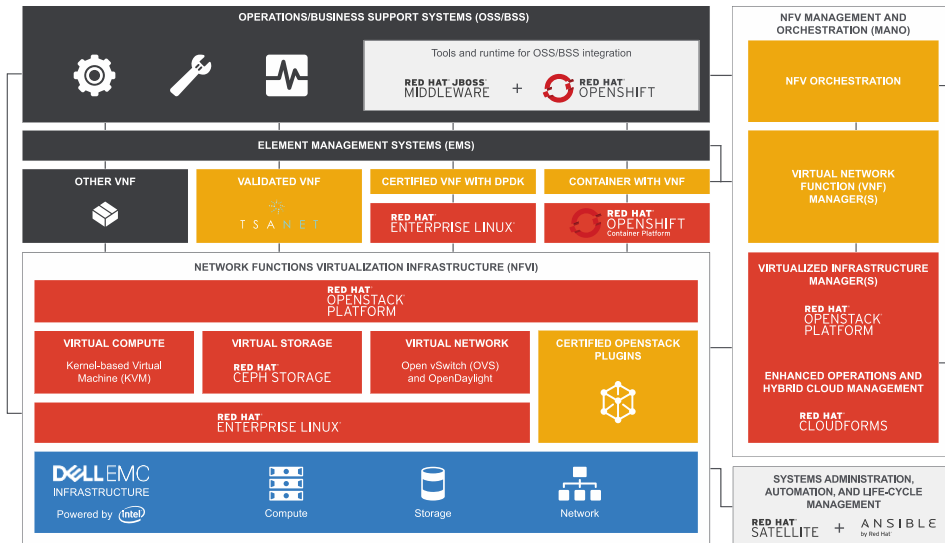 OPERATIONS/BUSINESS SUPPORT SYSTEMS (OSS/BSS)
Tools and runtime for OSS/BSS integration
RED HAT® JBOSS®
MIDDLEWARE
+
RED HAT®
OPENSHIFT
ELEMENT MANAGEMENT SYSTEMS (EMS)
OTHER VNF
VALIDATED VNF
TSANET
CERTIFIED VNF WITH DPDK
RED HAT®
ENTERPRISE LINUX®
CONTAINER WITH VNF
RED HAT®
OPENSHIFT
Container Platform
NETWORK FUNCTIONS VIRTUALIZATION INFRASTRUCTURE (NFVI)
RED HAT®
OPENSTACK®
PLATFORM
VIRTUAL COMPUTE
Kernel-based Virtual
Machine (KVM)
VIRTUAL STORAGE
RED HAT®
CEPH STORAGE
VIRTUAL NETWORK
Open vSwitch (OVS)
and OpenDaylight
CERTIFIED OPENSTACK
PLUGINS
RED HAT®
ENTERPRISE LINUX®
DELLEMC
INFRASTRUCTURE
Powered by intel
Compute
Storage
Network
NFV MANAGEMENT AND
ORCHESTRATION (MANO)
NFV ORCHESTRATION
VIRTUAL NETWORK
FUNCTION (VNF)
MANAGER(S)
VIRTUALIZED INFRASTRUCTURE
MANAGER(S)
RED HAT®
OPENSTACK®
PLATFORM
ENHANCED OPERATIONS AND
HYBRID CLOUD MANAGEMENT
RED HAT®
CLOUDFORMS
SYSTEMS ADMINISTRATION,
AUTOMATION, AND LIFE-CYCLE
MANAGEMENT
RED HAT®
SATELLITE
+
ANSIBLE
by Red Hat®